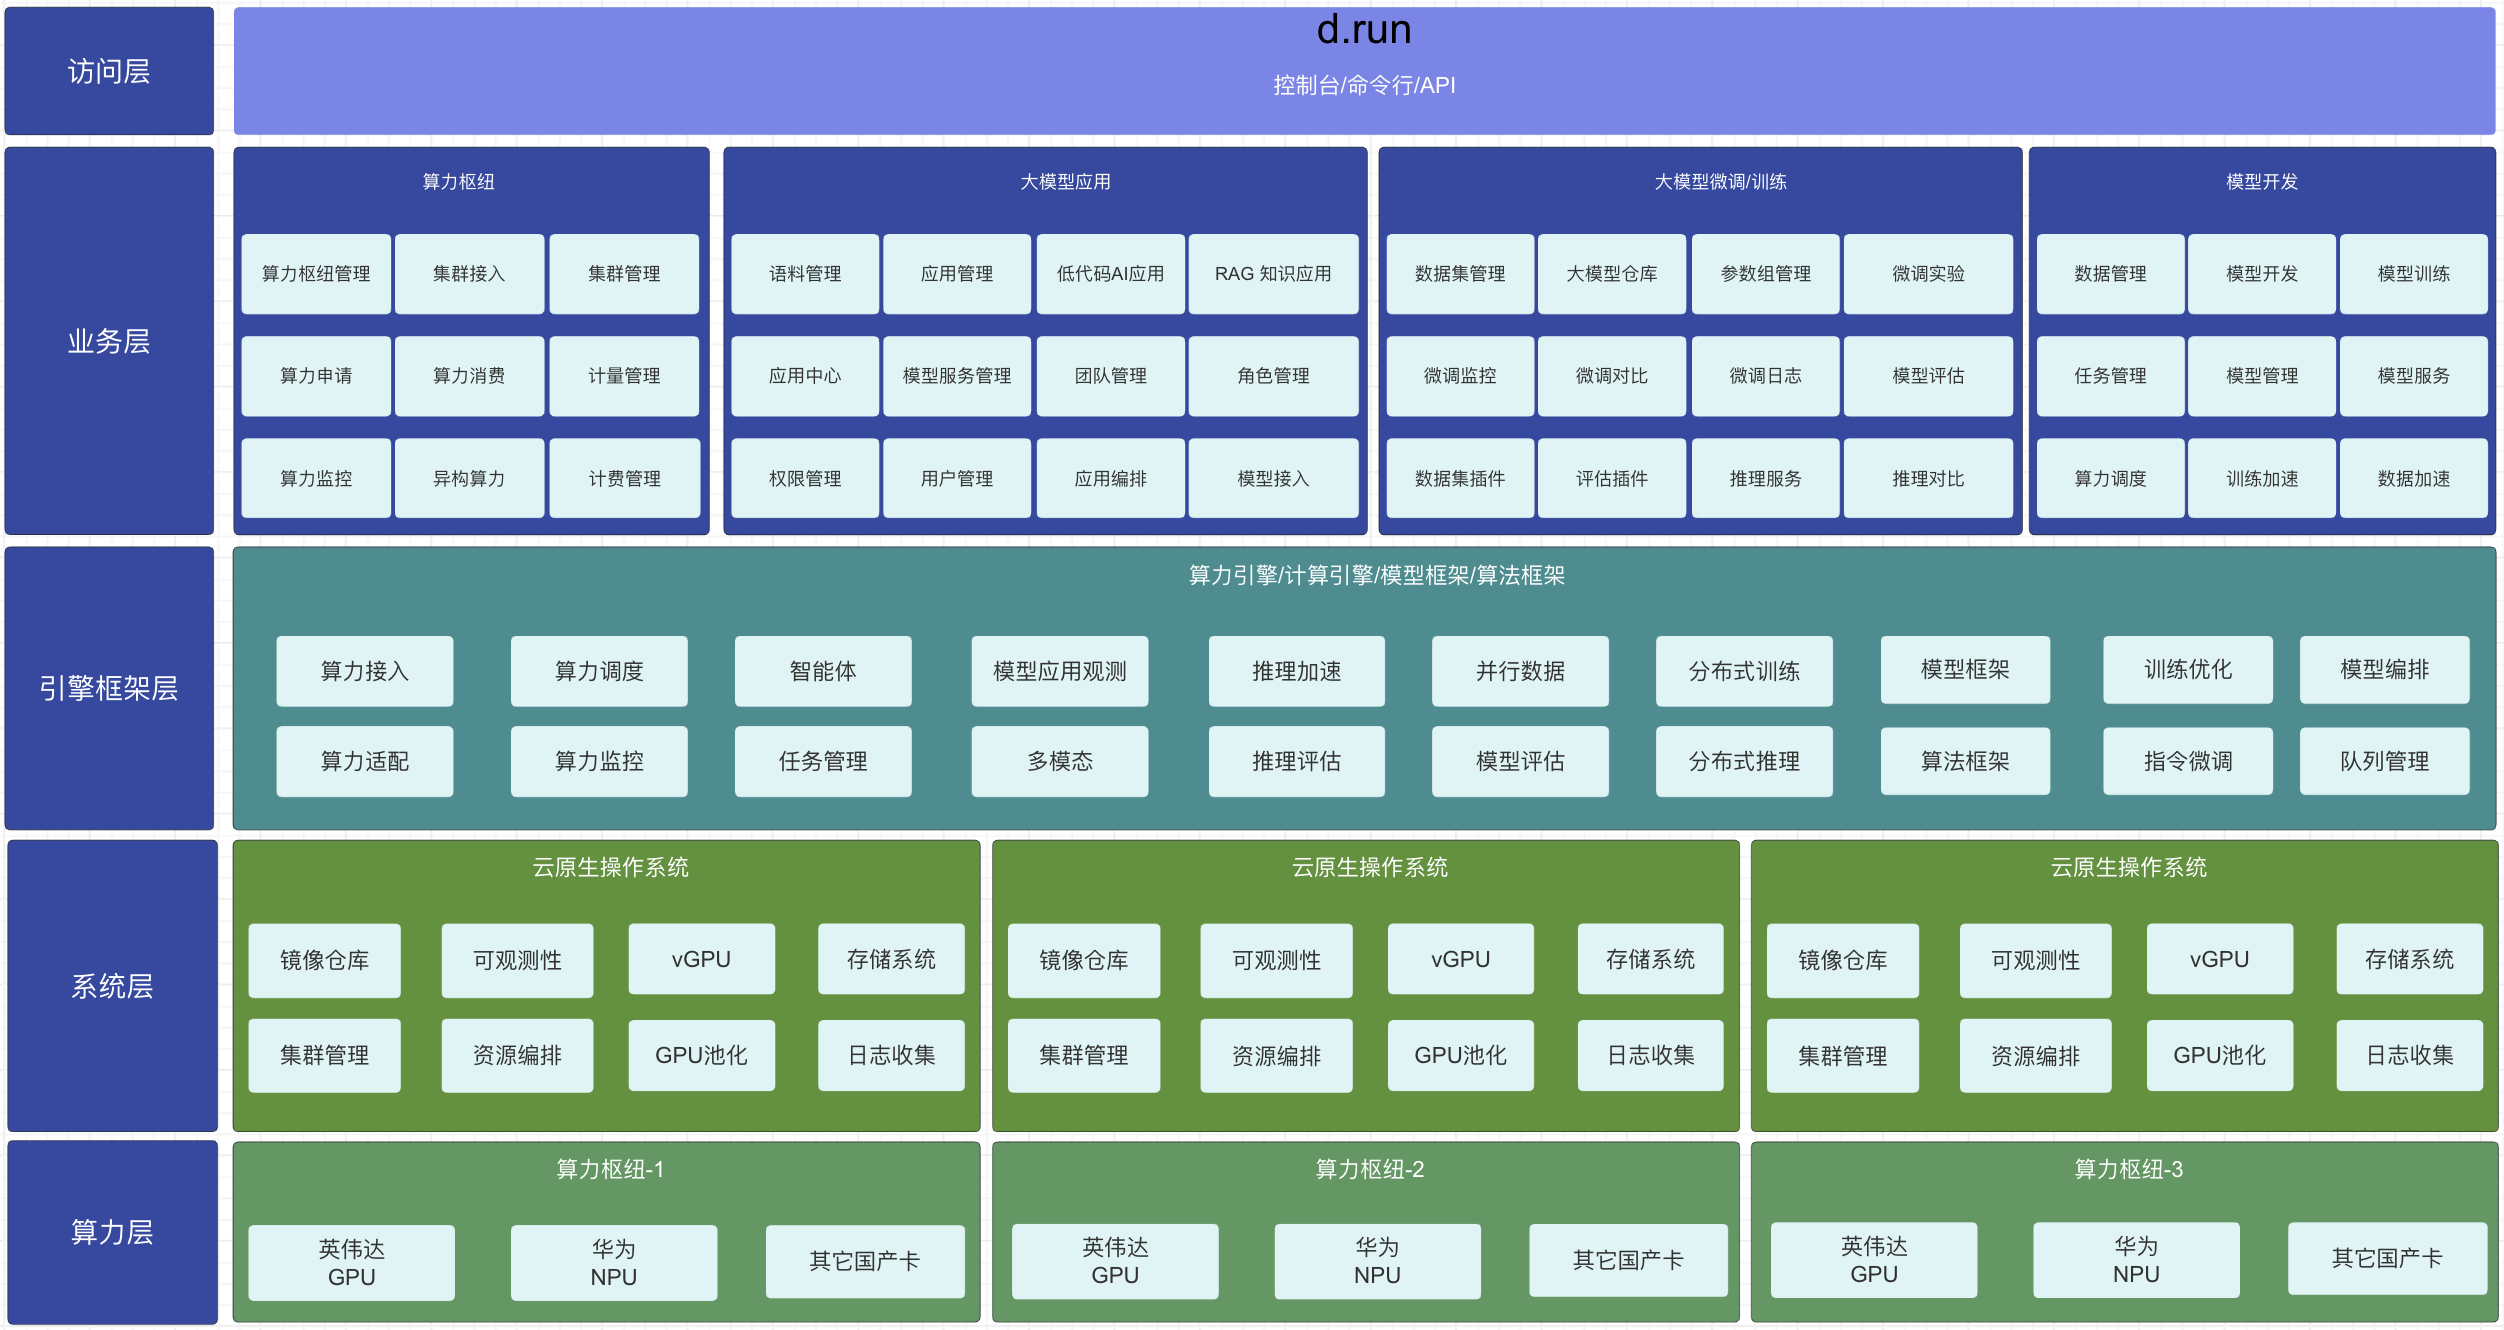 访问层
d.run
控制台/命令行/API
业务层
算力枢纽
算力枢纽管理
集群接入
集群管理
算力申请
算力消费
计量管理
算力监控
异构算力
计费管理
大模型应用
语料管理
应用管理
低代码AI应用
RAG 知识应用
应用中心
模型服务管理
团队管理
角色管理
权限管理
用户管理
应用编排
模型接入
大模型微调/训练
数据集管理
大模型仓库
参数组管理
微调实验
微调监控
微调对比
微调日志
模型评估
数据集插件
评估插件
推理服务
推理对比
模型开发
数据管理
模型开发
模型训练
任务管理
模型管理
模型服务
算力调度
训练加速
数据加速
引擎框架层
算力引擎/计算引擎/模型框架/算法框架
算力接入
算力调度
智能体
模型应用观测
推理加速
并行数据
分布式训练
模型框架
训练优化
模型编排
算力适配
算力监控
任务管理
多模态
推理评估
模型评估
分布式推理
算法框架
指令微调
队列管理
系统层
云原生操作系统
镜像仓库
可观测性
vGPU
存储系统
集群管理
资源编排
GPU池化
日志收集
云原生操作系统
镜像仓库
可观测性
vGPU
存储系统
集群管理
资源编排
GPU池化
日志收集
云原生操作系统
镜像仓库
可观测性
vGPU
存储系统
集群管理
资源编排
GPU池化
日志收集
算力层
算力枢纽-1
英伟达
GPU
华为
NPU
其它国产卡
算力枢纽-2
英伟达
GPU
华为
NPU
其它国产卡
算力枢纽-3
英伟达
GPU
华为
NPU
其它国产卡